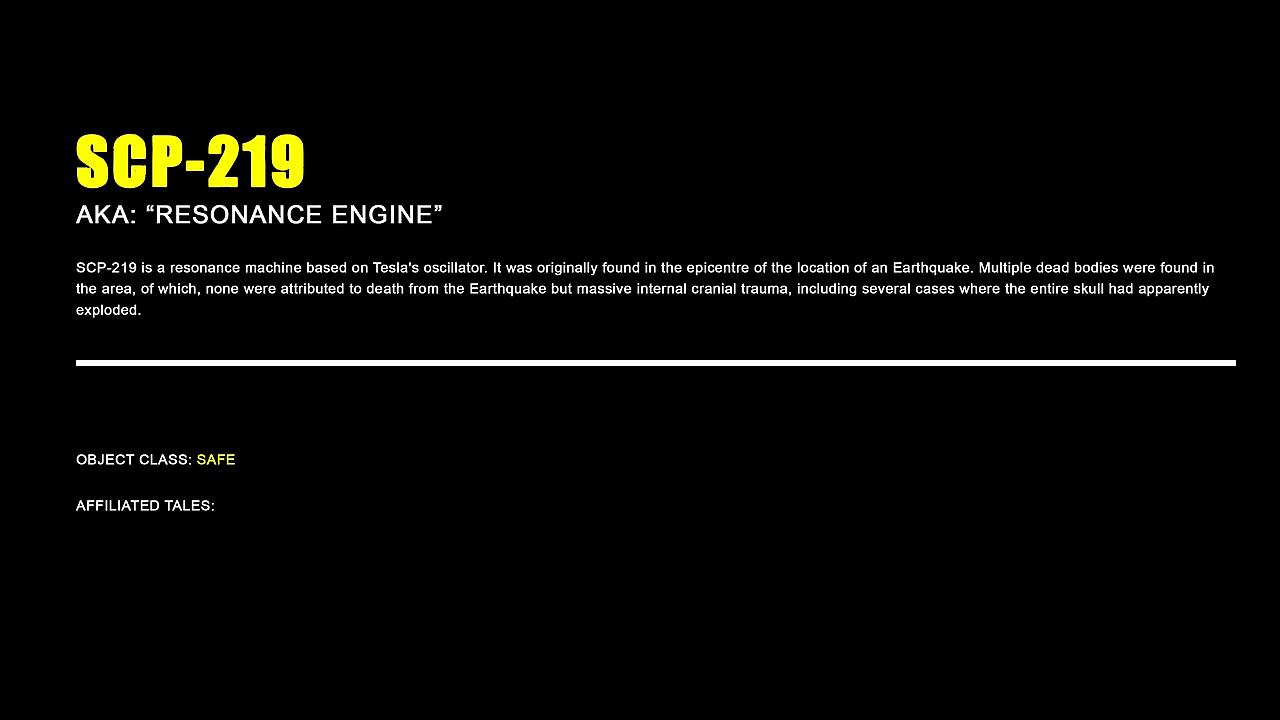 SCP-219
AKA: “RESONANCE ENGINE”
SCP-219 is a resonance machine based on Tesla's oscillator. It was originally found in the epicentre of the location of an Earthquake. Multiple dead bodies were found in
the area, of which, none were attributed to death from the Earthquake but massive internal cranial trauma, including several cases where the entire skull had apparently
exploded.
OBJECT CLASS: SAFE
AFFILIATED TALES: